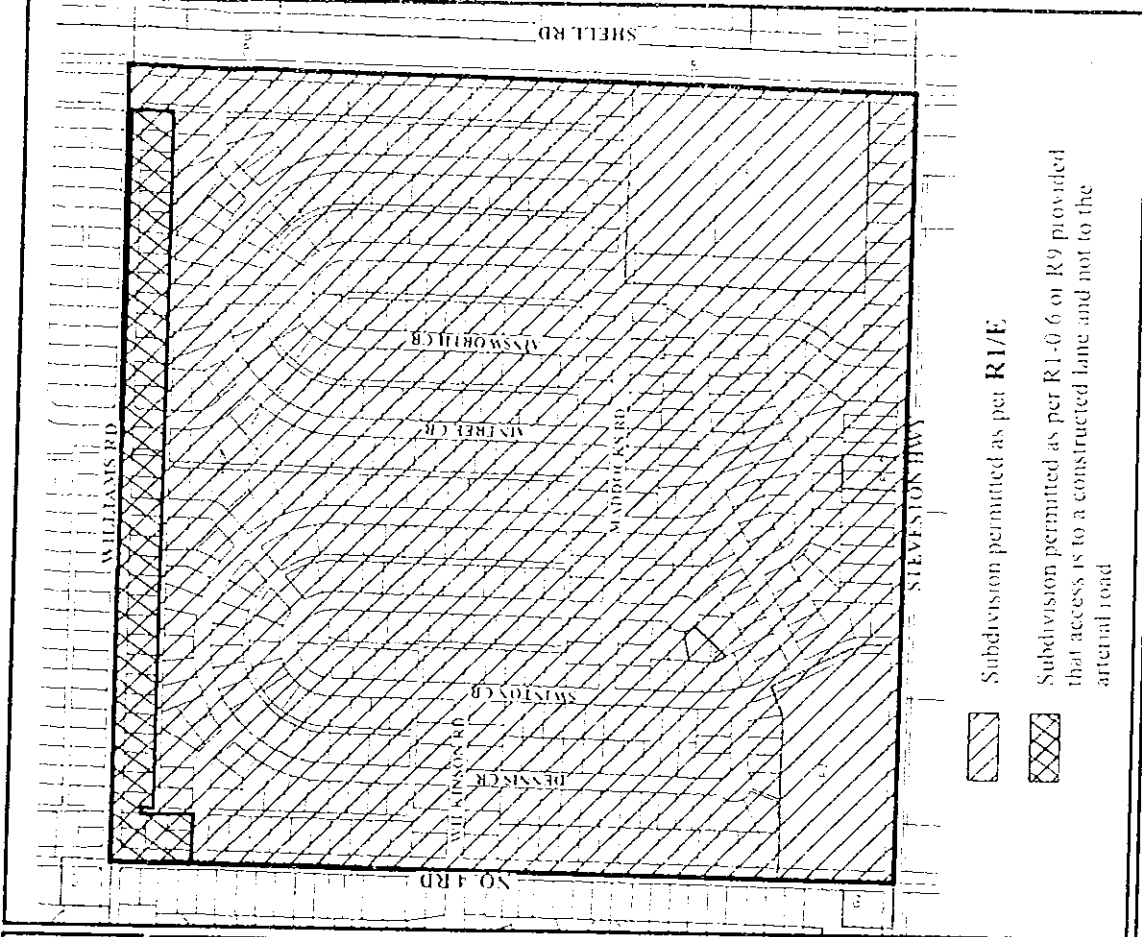 SHELL RD
WILLIAMS RD
AINSWORTH CR
AINTREE CR
MADDOCKS RD
STEVESTON HWY
SWINTON CR
WILKINSON RD
DENNIS CR
NO. 4 RD
Subdivision permitted as per R1/E
Subdivision permitted as per R1-0.6 or R9 provided
that access is to a constructed lane and not to the
arterial road